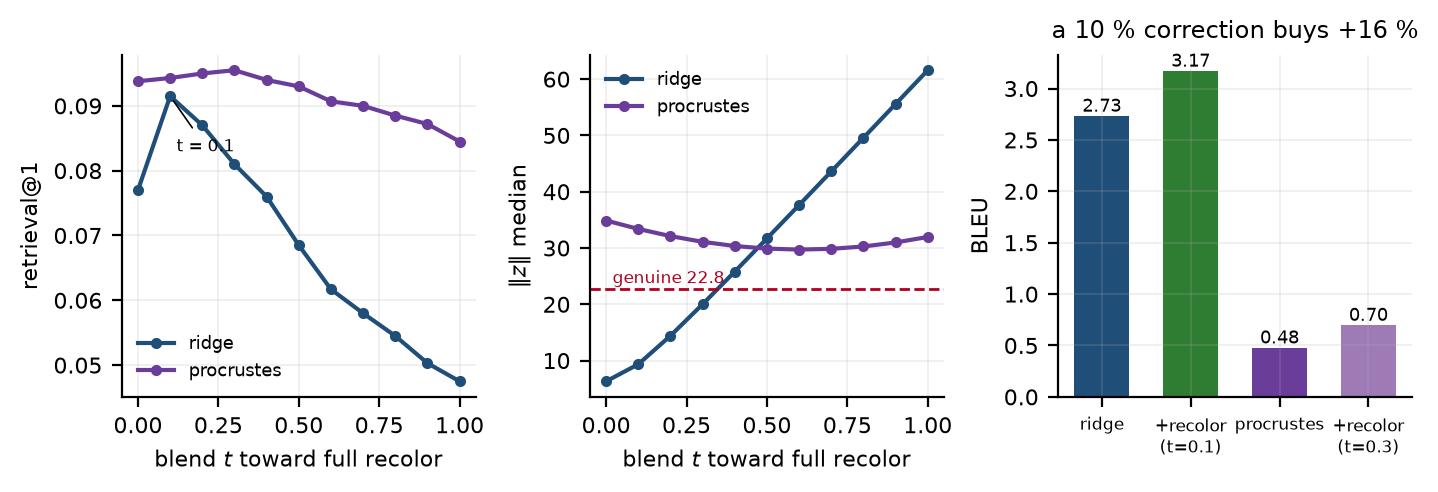 retrieval@1
0.09
0.08
0.07
0.06
0.05
t = 0.1
ridge
procrustes
0.00 0.25 0.50 0.75 1.00
blend t toward full recolor
‖z‖ median
60
50
40
30
20
10
ridge
procrustes
genuine 22.8
0.00 0.25 0.50 0.75 1.00
blend t toward full recolor
a 10 % correction buys +16 %
BLEU
3.0
2.5
2.0
1.5
1.0
0.5
0.0
2.73
3.17
0.48
0.70
ridge
+recolor
(t=0.1)
procrustes
+recolor
(t=0.3)